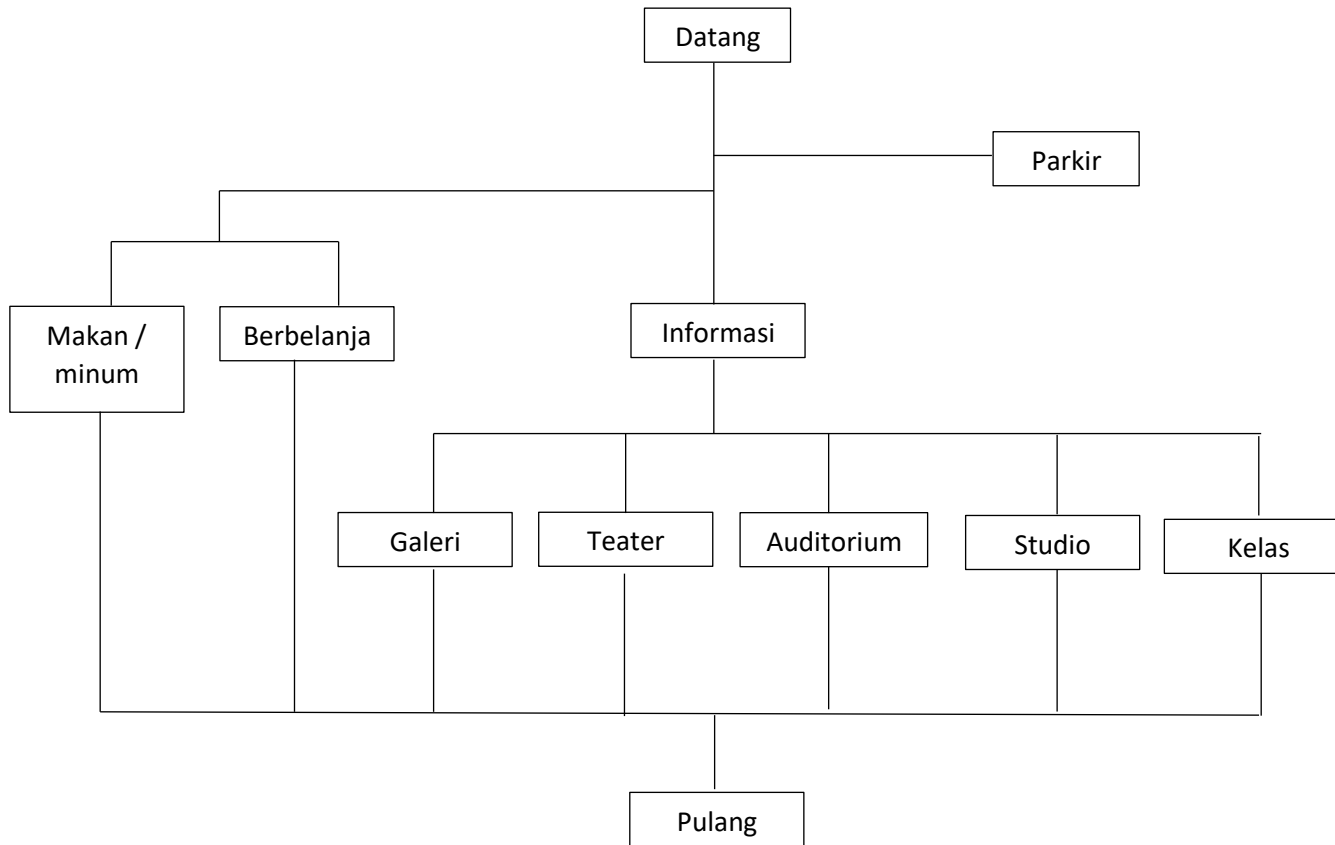 Datang
Parkir
Makan /
minum
Berbelanja
Informasi
Galeri
Teater
Auditorium
Studio
Kelas
Pulang